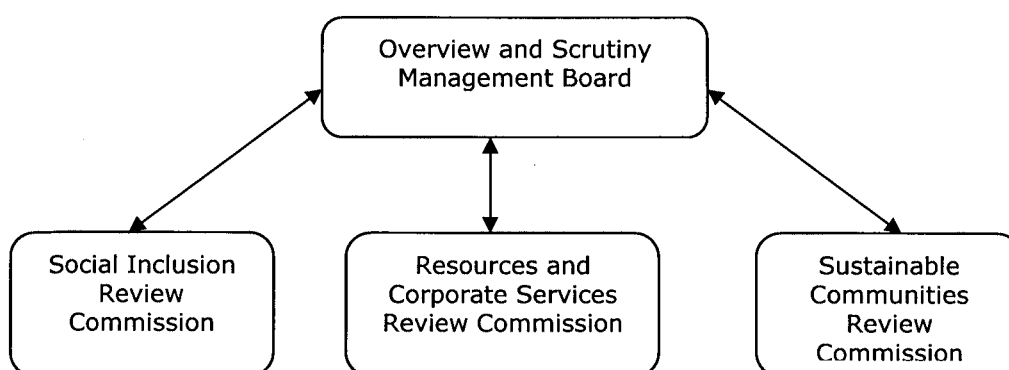 Overview and Scrutiny
Management Board
Social Inclusion
Review
Commission
Resources and
Corporate Services
Review Commission
Sustainable
Communities
Review
Commission